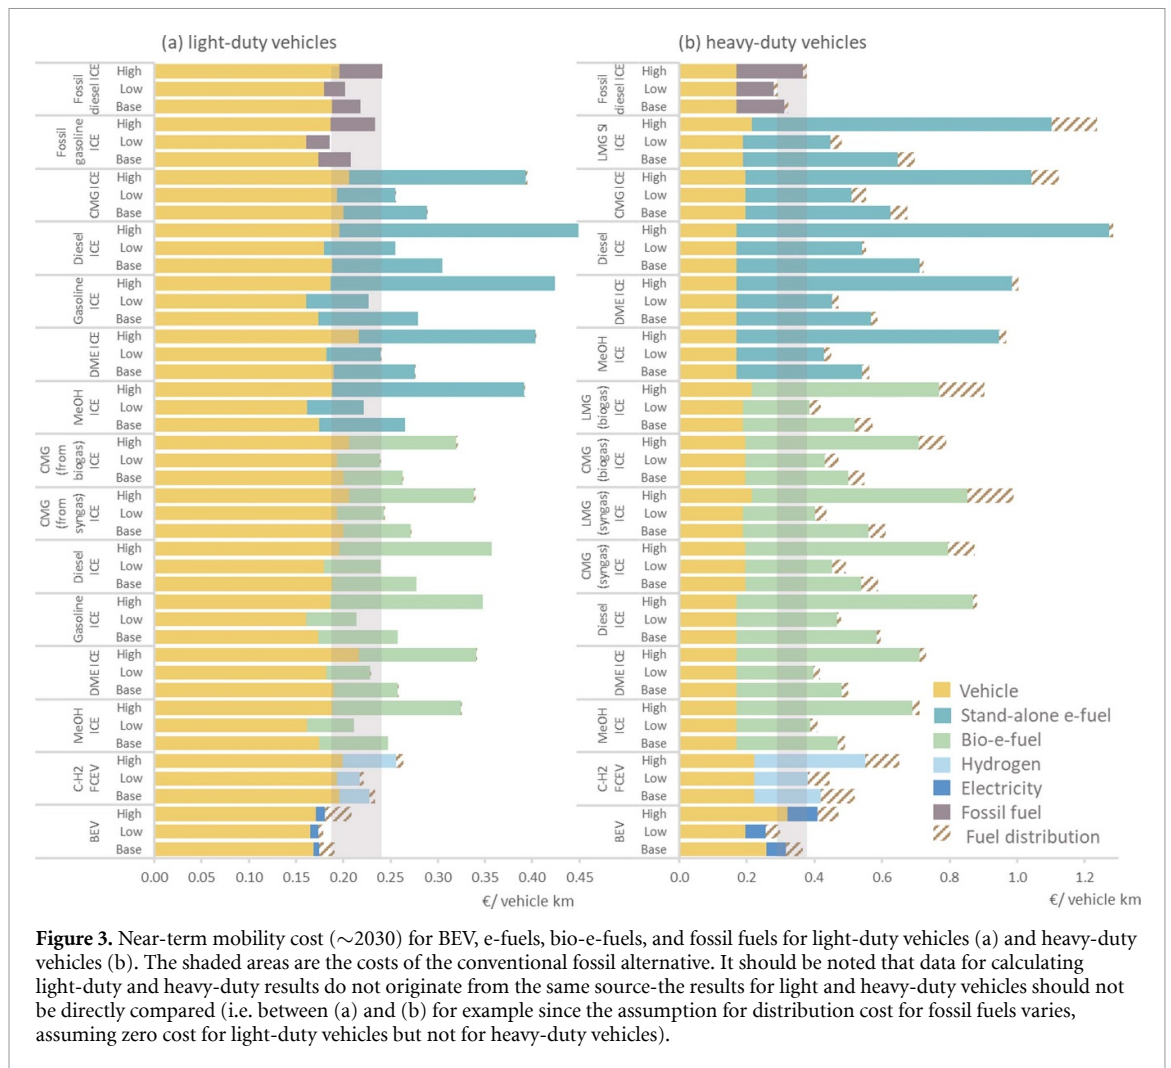 (a) light-duty vehicles
Fossil
diesel ICE
High
Low
Base
Fossil
gasoline
ICE
High
Low
Base
CMG ICE
High
Low
Base
Diesel
ICE
High
Low
Base
Gasoline
ICE
High
Low
Base
DME ICE
High
Low
Base
MeOH
ICE
High
Low
Base
CMG
(from
biogas)
ICE
High
Low
Base
CMG
(from
syngas)
ICE
High
Low
Base
Diesel
ICE
High
Low
Base
Gasoline
ICE
High
Low
Base
DME ICE
High
Low
Base
MeOH
ICE
High
Low
Base
C-H2
FCEV
High
Low
Base
BEV
High
Low
Base
0.00 0.05 0.10 0.15 0.20 0.25 0.30 0.35 0.40 0.45
€/ vehicle km
(b) heavy-duty vehicles
Fossil
diesel ICE
High
Low
Base
LMG SI
ICE
High
Low
Base
CMG ICE
High
Low
Base
Diesel
ICE
High
Low
Base
DME ICE
High
Low
Base
MeOH
ICE
High
Low
Base
LMG
(biogas)
ICE
High
Low
Base
CMG
(biogas)
ICE
High
Low
Base
LMG
(syngas)
ICE
High
Low
Base
CMG
(syngas)
ICE
High
Low
Base
Diesel
ICE
High
Low
Base
DME ICE
High
Low
Base
MeOH
ICE
High
Low
Base
C-H2
FCEV
High
Low
Base
BEV
High
Low
Base
0.0 0.2 0.4 0.6 0.8 1.0 1.2
€/ vehicle km
Vehicle
Stand-alone e-fuel
Bio-e-fuel
Hydrogen
Electricity
Fossil fuel
Fuel distribution
Figure 3. Near-term mobility cost (∼2030) for BEV, e-fuels, bio-e-fuels, and fossil fuels for light-duty vehicles (a) and heavy-duty
vehicles (b). The shaded areas are the costs of the conventional fossil alternative. It should be noted that data for calculating
light-duty and heavy-duty results do not originate from the same source-the results for light and heavy-duty vehicles should not
be directly compared (i.e. between (a) and (b) for example since the assumption for distribution cost for fossil fuels varies,
assuming zero cost for light-duty vehicles but not for heavy-duty vehicles).